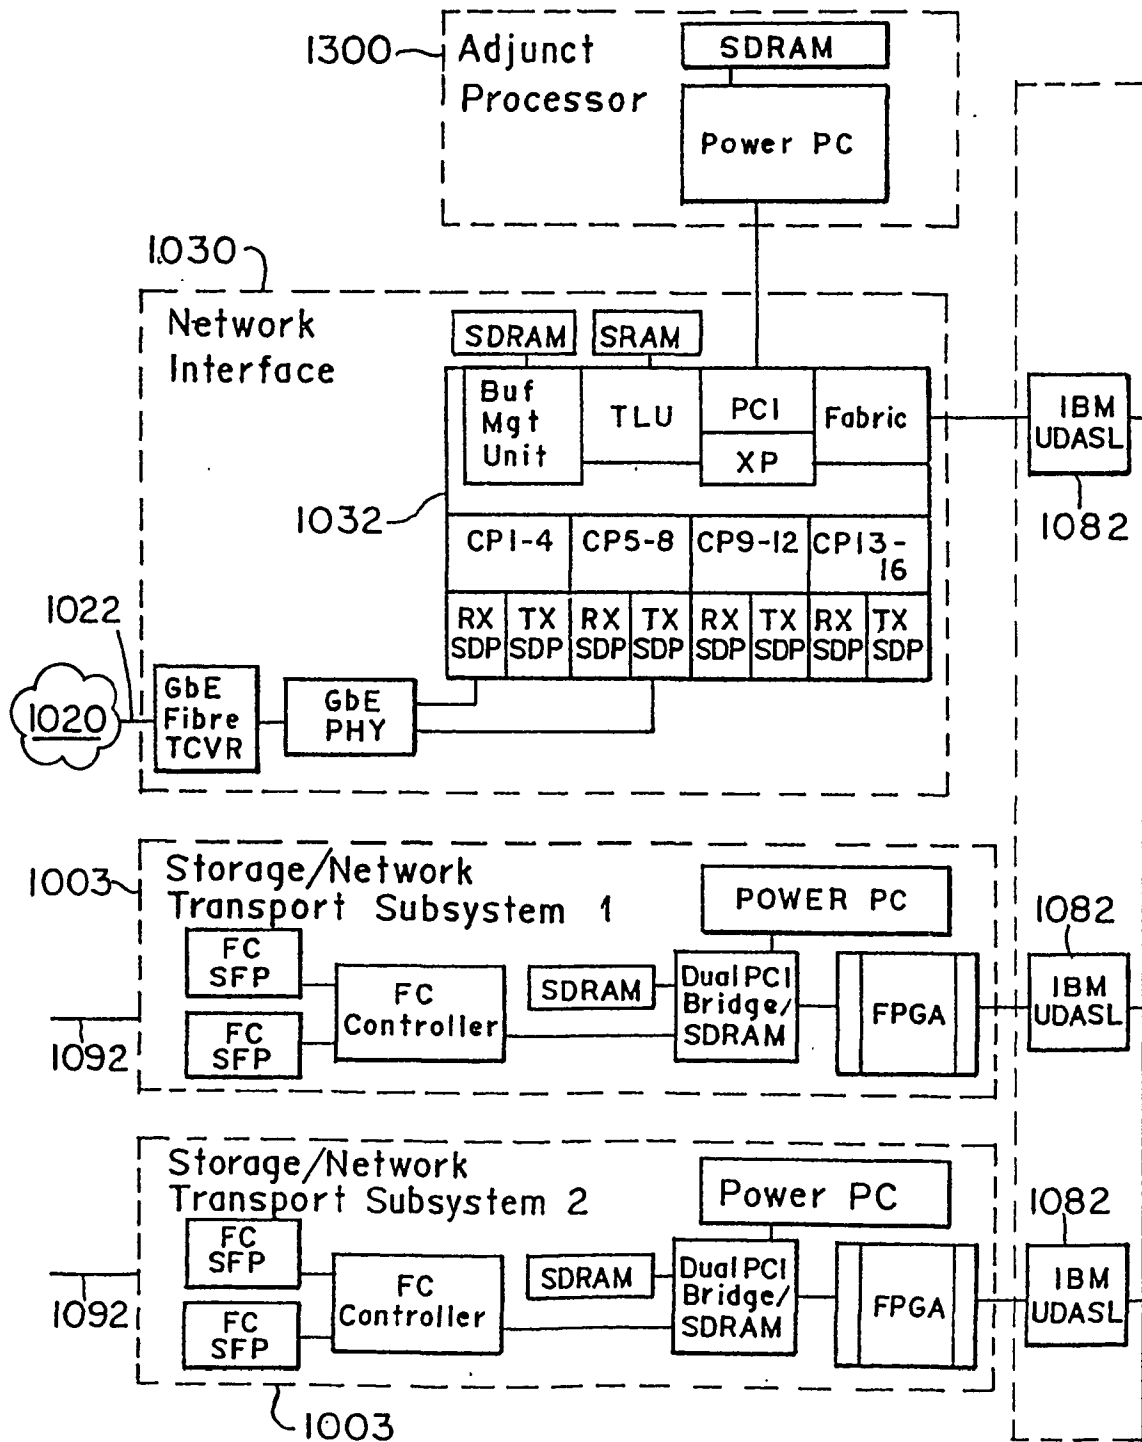 1300
Adjunct
Processor
SDRAM
Power PC
1030
Network
Interface
SDRAM
SRAM
Buf
Mgt
Unit
TLU
PCI
XP
Fabric
IBM
UDASL
1082
1032
CP1-4
CP5-8
CP9-12
CP13-
16
RX
SDP
TX
SDP
RX
SDP
TX
SDP
RX
SDP
TX
SDP
RX
SDP
TX
SDP
1022
1020
GbE
Fibre
TCVR
GbE
PHY
1003
Storage/Network
Transport Subsystem 1
POWER PC
FC
SFP
FC
SFP
FC
Controller
SDRAM
Dual PCI
Bridge/
SDRAM
FPGA
1082
IBM
UDASL
1092
Storage/Network
Transport Subsystem 2
Power PC
FC
SFP
FC
SFP
FC
Controller
SDRAM
Dual PCI
Bridge/
SDRAM
FPGA
1082
IBM
UDASL
1092
1003